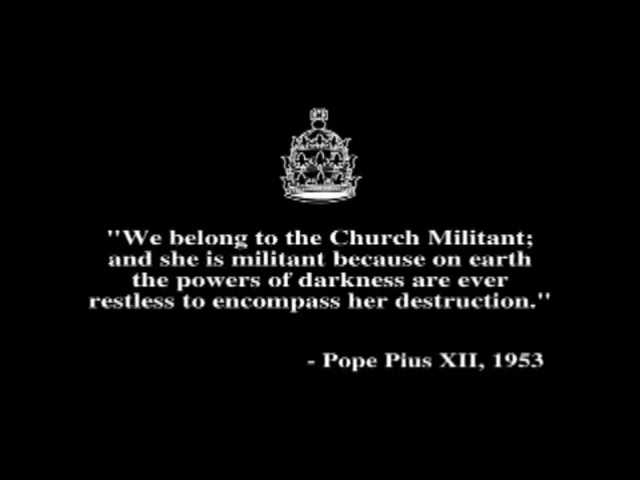 "We belong to the Church Militant;
and she is militant because on earth
the powers of darkness are ever
restless to encompass her destruction."
- Pope Pius XII, 1953